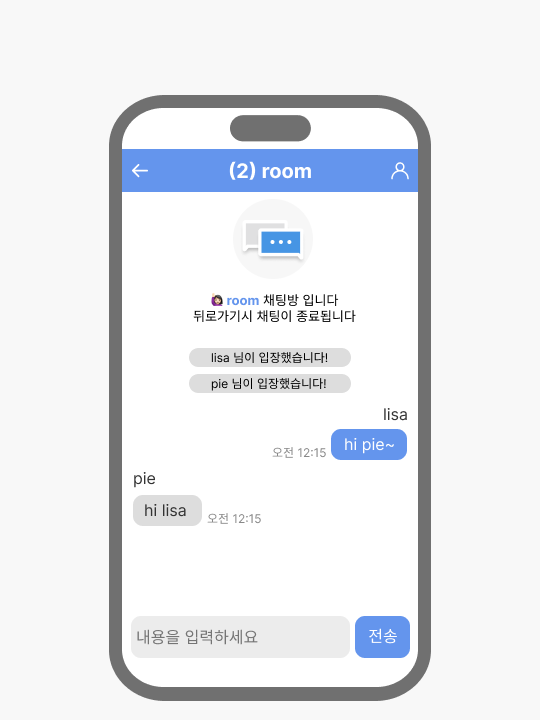 (2) room
room 채팅방 입니다
뒤로가기시 채팅이 종료됩니다
lisa 님이 입장했습니다!
pie 님이 입장했습니다!
lisa
오전 12:15 hi pie~
pie
hi lisa 오전 12:15
내용을 입력하세요 전송